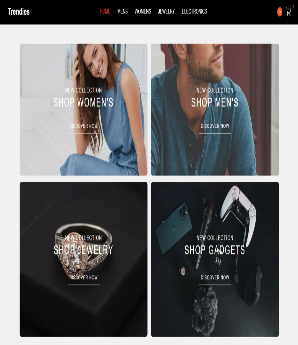 Trendies
HOME MENS WOMENS JEWELRY ELECTRONICS
NEW COLLECTION
SHOP WOMEN'S
DISCOVER NOW
NEW COLLECTION
SHOP MEN'S
DISCOVER NOW
NEW COLLECTION
SHOP JEWELRY
DISCOVER NOW
NEW COLLECTION
SHOP GADGETS
DISCOVER NOW